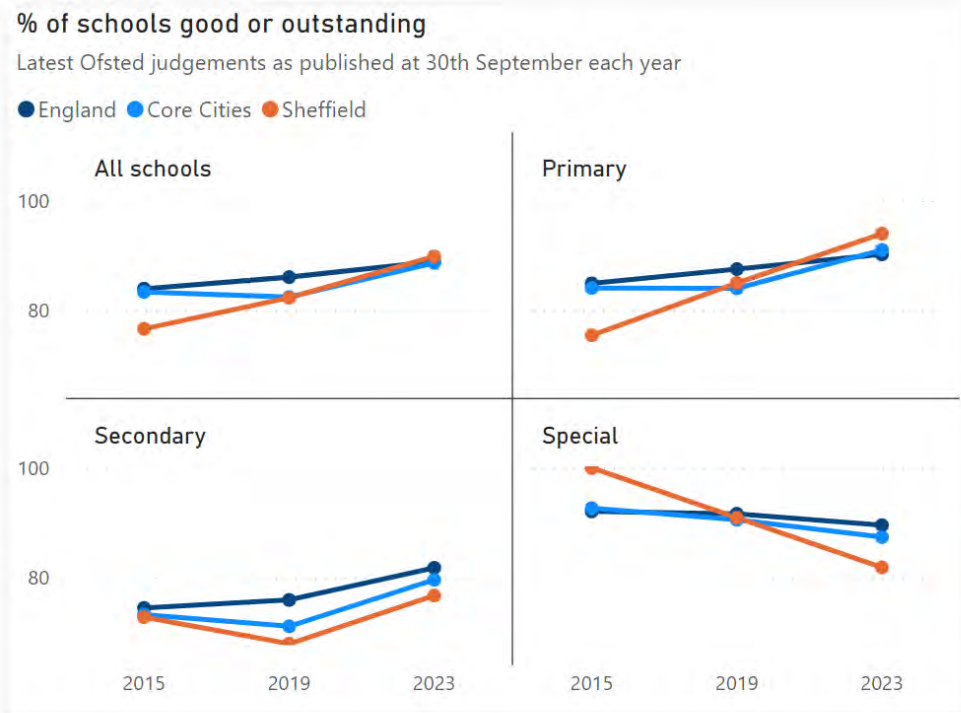 % of schools good or outstanding
Latest Ofsted judgements as published at 30th September each year
England Core Cities Sheffield
All schools
Primary
100
80
Secondary
Special
100
80
2015 2019 2023
2015 2019 2023